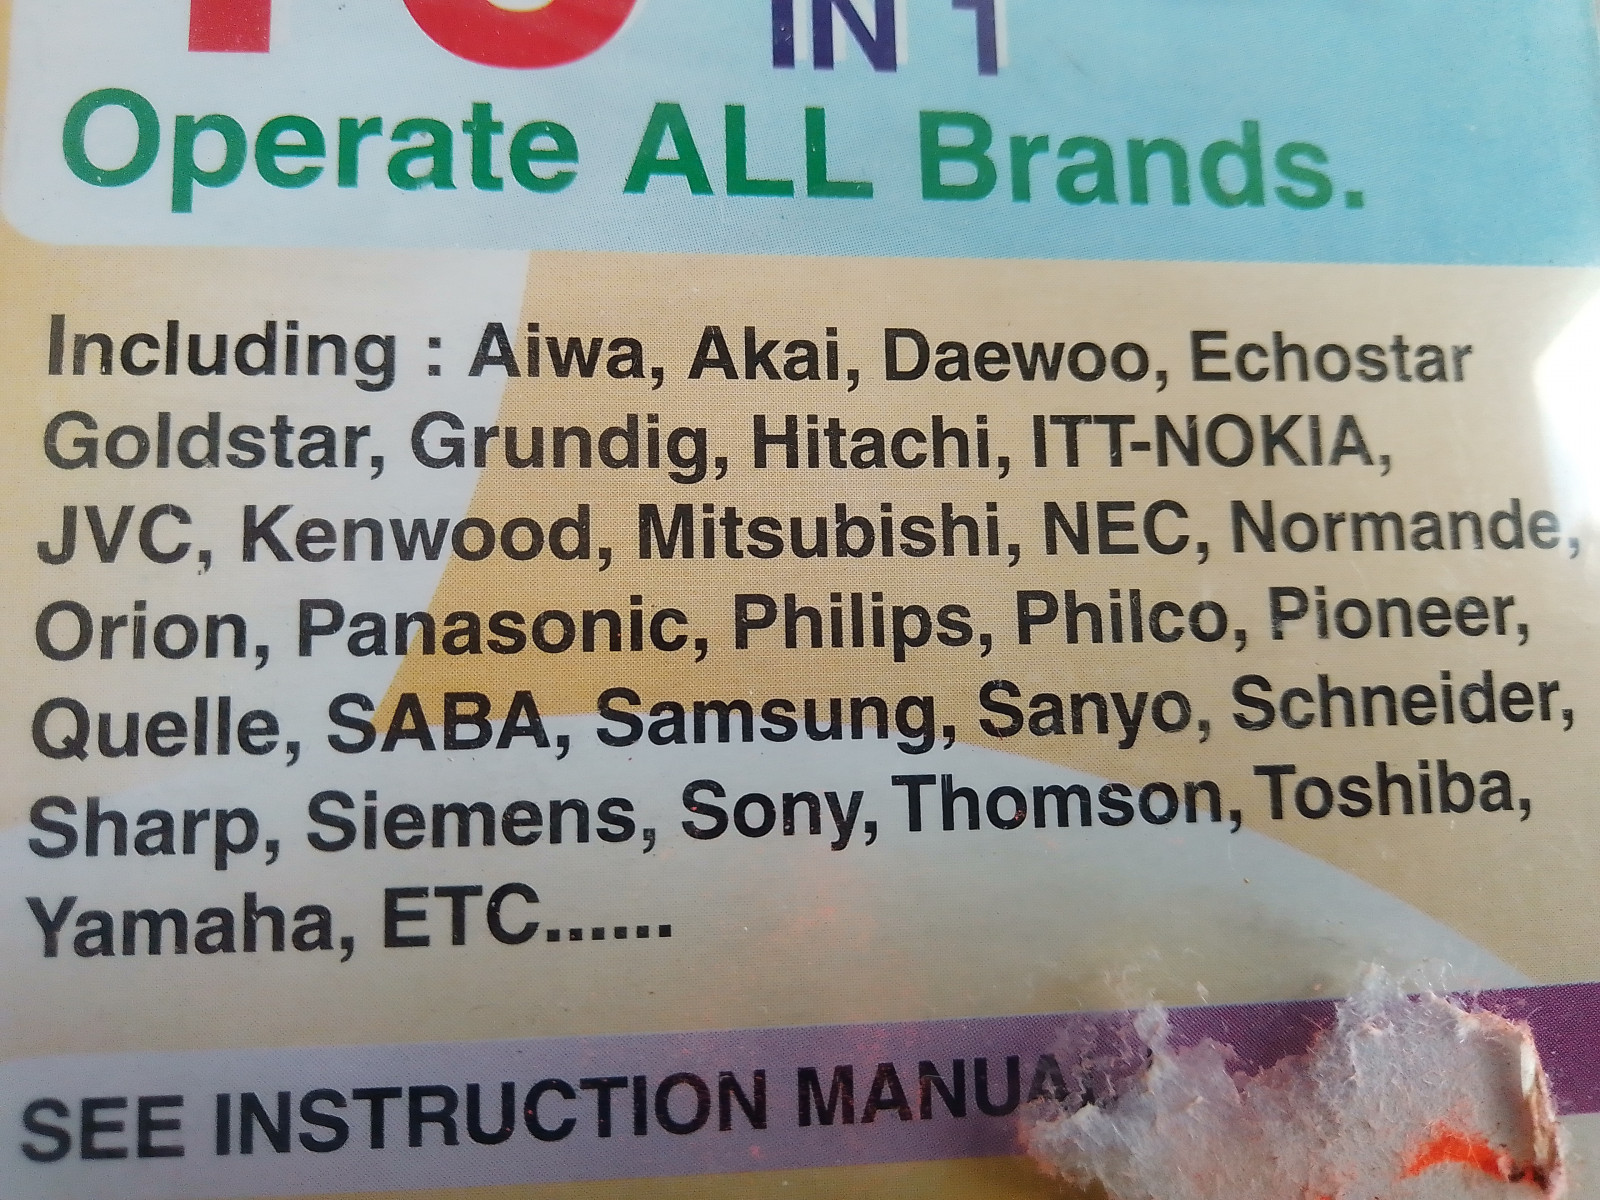 IN 1
Operate ALL Brands.
Including : Aiwa, Akai, Daewoo, Echostar
Goldstar, Grundig, Hitachi, ITT-NOKIA,
JVC, Kenwood, Mitsubishi, NEC, Normande,
Orion, Panasonic, Philips, Philco, Pioneer,
Quelle, SABA, Samsung, Sanyo, Schneider,
Sharp, Siemens, Sony, Thomson, Toshiba,
Yamaha, ETC......
SEE INSTRUCTION MANUAL